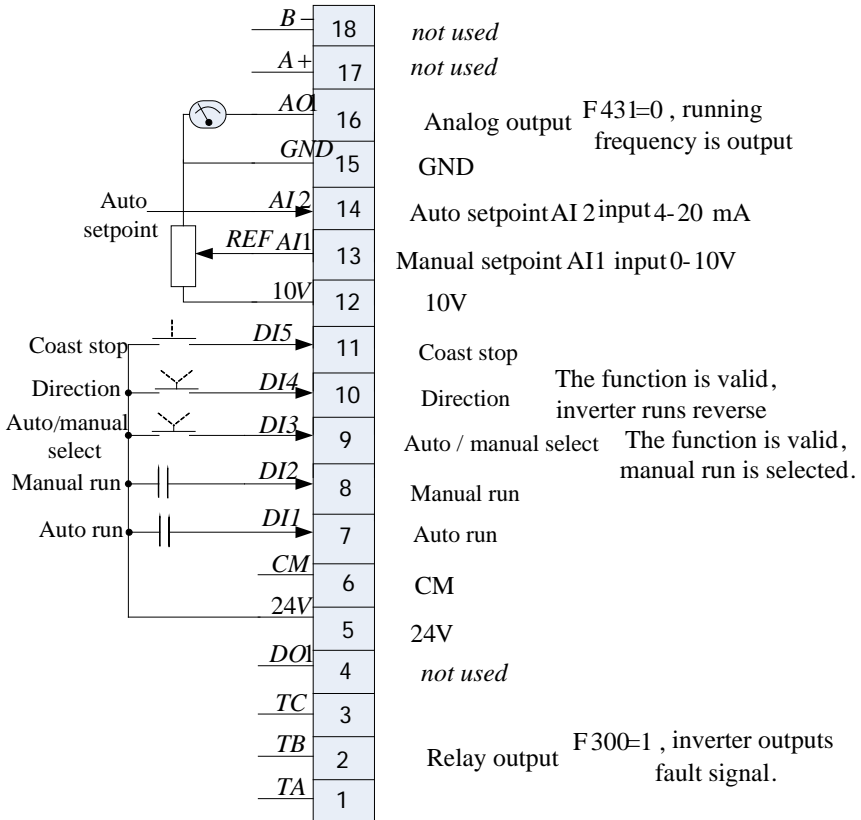 B − 18 not used
A+ 17 not used
AO1 16 Analog output F431=0 , running
frequency is output
GND 15 GND
Auto
setpoint AI2 14 Auto setpoint AI 2 input 4-20 mA
REF AI1 13 Manual setpoint AI1 input 0-10V
10V 12 10V
Coast stop DI5 11 Coast stop
Direction DI4 10 Direction The function is valid,
inverter runs reverse
Auto/manual
select DI3 9 Auto / manual select The function is valid,
manual run is selected.
Manual run DI2 8 Manual run
Auto run DI1 7 Auto run
CM 6 CM
24V 5 24V
DO1 4 not used
TC 3
TB 2 Relay output F300=1 , inverter outputs
fault signal.
TA 1